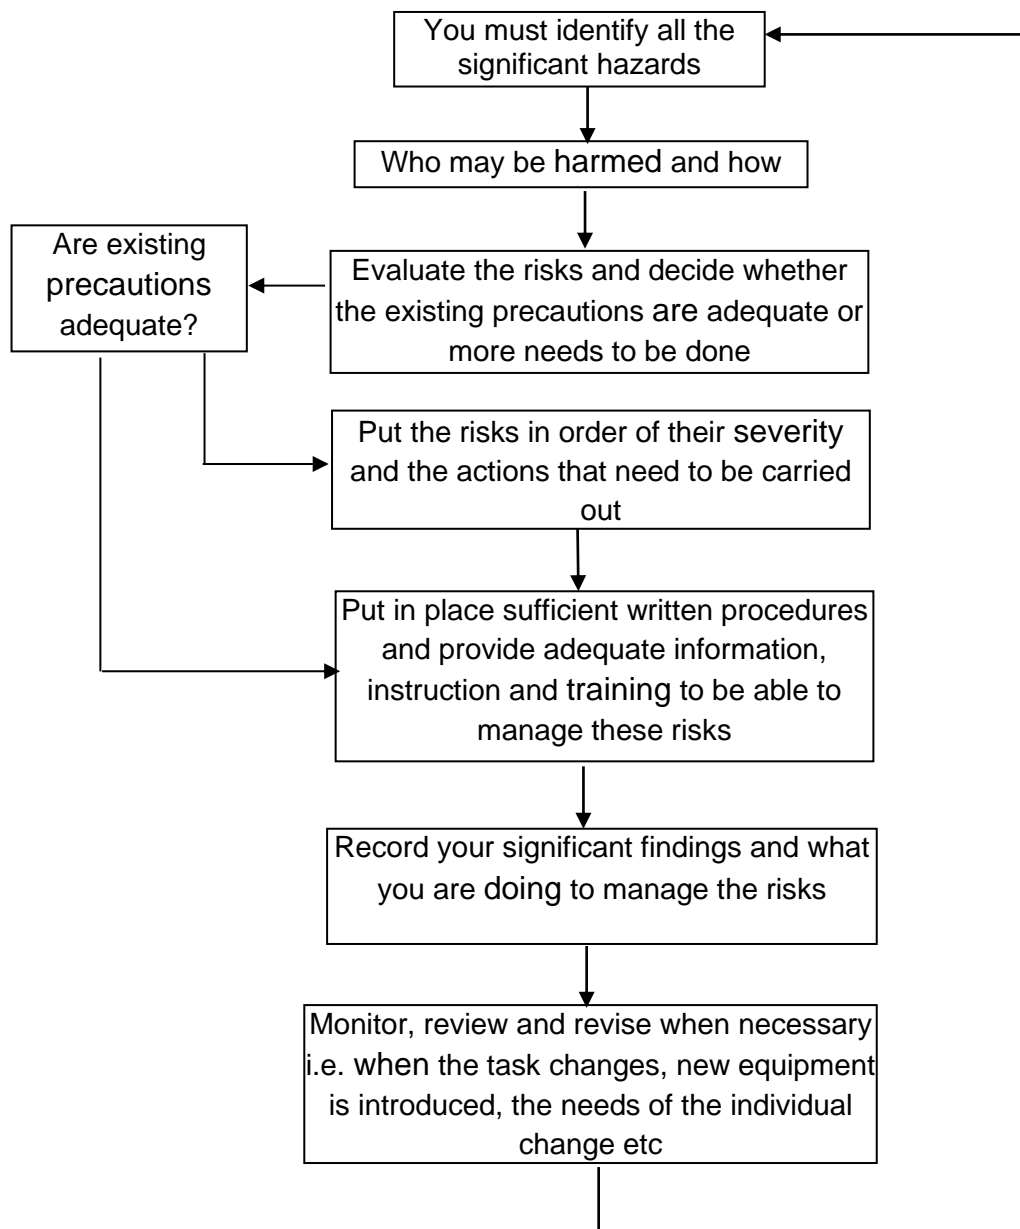 You must identify all the
significant hazards
Who may be harmed and how
Are existing
precautions
adequate?
Evaluate the risks and decide whether
the existing precautions are adequate or
more needs to be done
Put the risks in order of their severity
and the actions that need to be carried
out
Put in place sufficient written procedures
and provide adequate information,
instruction and training to be able to
manage these risks
Record your significant findings and what
you are doing to manage the risks
Monitor, review and revise when necessary
i.e. when the task changes, new equipment
is introduced, the needs of the individual
change etc